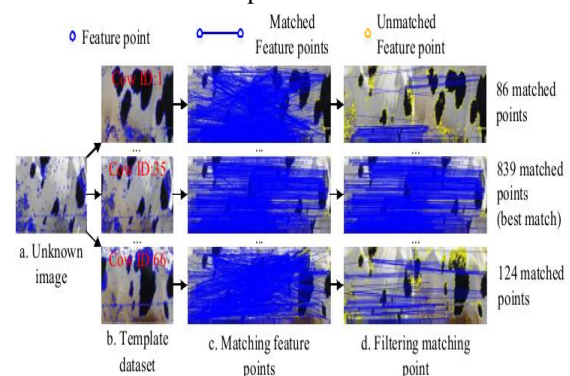 Feature point
Matched
Feature points
Unmatched
Feature point
Cow ID:1
86 matched
points
...
...
...
Cow ID:35
839 matched
points
(best match)
a. Unknown
image
...
...
...
Cow ID:66
124 matched
points
b. Template
dataset
c. Matching feature
points
d. Filtering matching
point